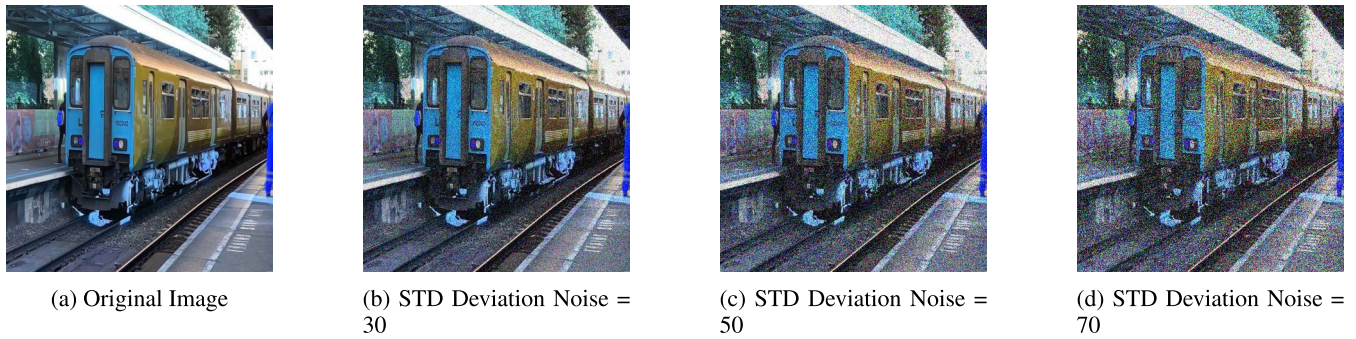 (a) Original Image
(b) STD Deviation Noise =
30
(c) STD Deviation Noise =
50
(d) STD Deviation Noise =
70